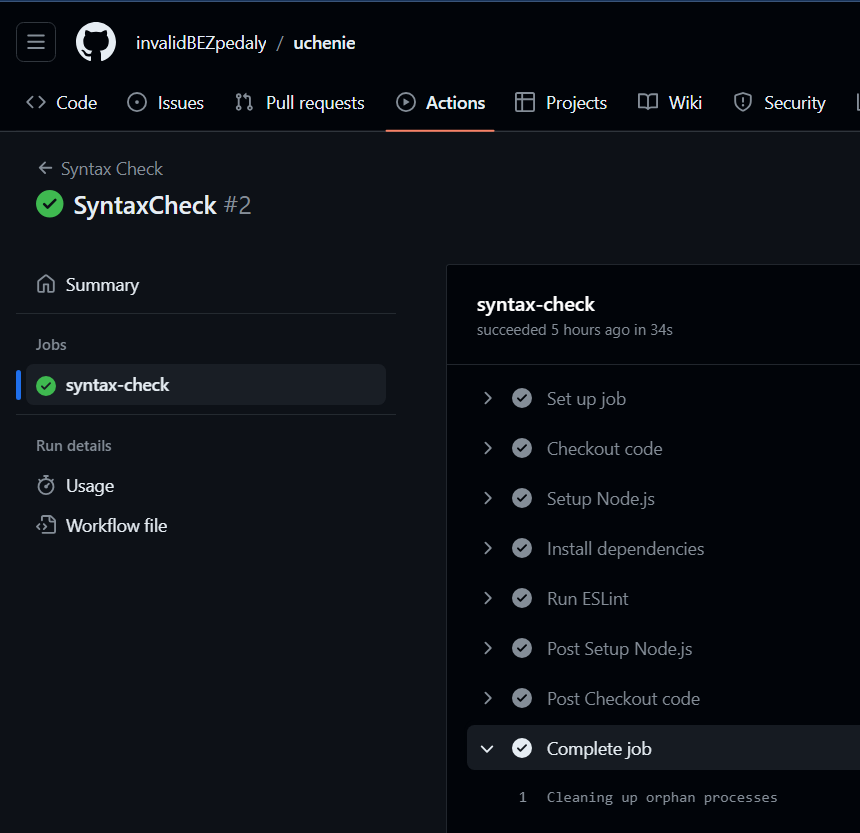 invalidBEZpedaly / uchenie
Code Issues Pull requests Actions Projects Wiki Security
Syntax Check
SyntaxCheck #2
Summary
Jobs
syntax-check
Run details
Usage
Workflow file
syntax-check
succeeded 5 hours ago in 34s
Set up job
Checkout code
Setup Node.js
Install dependencies
Run ESLint
Post Setup Node.js
Post Checkout code
Complete job
1 Cleaning up orphan processes